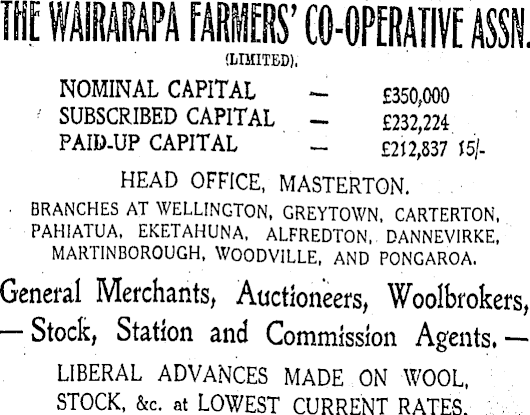 THE WAIRARAPA FARMERS' CO-OPERATIVE ASSN.
(LIMITED).
NOMINAL CAPITAL — £350,000
SUBSCRIBED CAPITAL — £232,224
PAID-UP CAPITAL — £212,837 15/-
HEAD OFFICE, MASTERTON.
BRANCHES AT WELLINGTON, GREYTOWN, CARTERTON,
PAHIATUA, EKETAHUNA, ALFREDTON, DANNEVIRKE,
MARTINBOROUGH, WOODVILLE, AND PONGAROA.
General Merchants, Auctioneers, Woolbrokers,
— Stock, Station and Commission Agents. —
LIBERAL ADVANCES MADE ON WOOL,
STOCK, &c. at LOWEST CURRENT RATES.